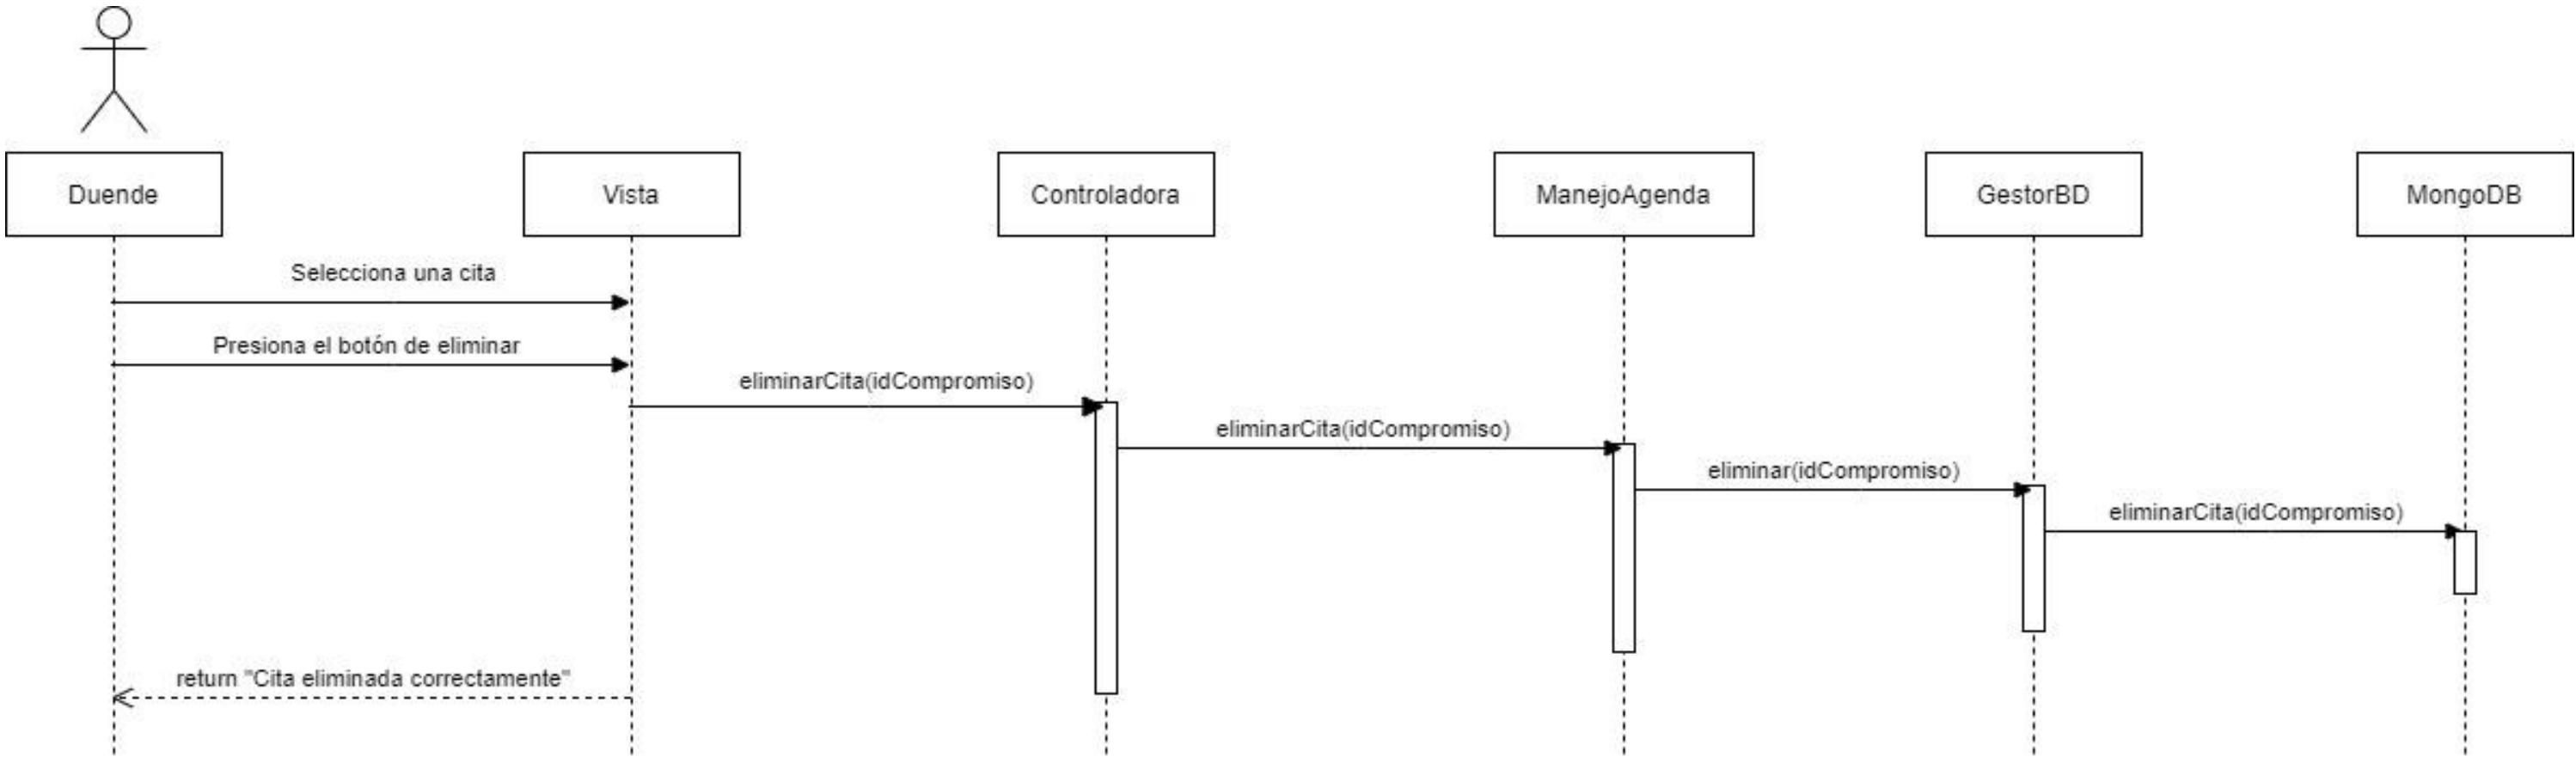 Duende
Vista
Controladora
ManejoAgenda
GestorBD
MongoDB
Selecciona una cita
Presiona el botón de eliminar
eliminarCita(idCompromiso)
eliminarCita(idCompromiso)
eliminar(idCompromiso)
eliminarCita(idCompromiso)
return "Cita eliminada correctamente"